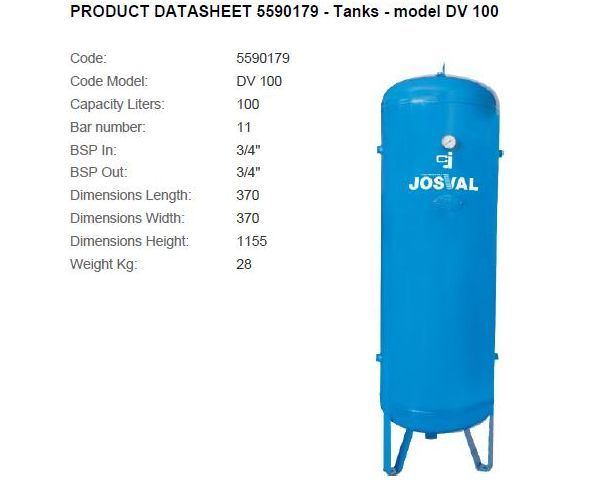 PRODUCT DATASHEET 5590179 - Tanks - model DV 100
Code: 5590179
Code Model: DV 100
Capacity Liters: 100
Bar number: 11
BSP In: 3/4"
BSP Out: 3/4"
Dimensions Length: 370
Dimensions Width: 370
Dimensions Height: 1155
Weight Kg: 28
JOSVAL